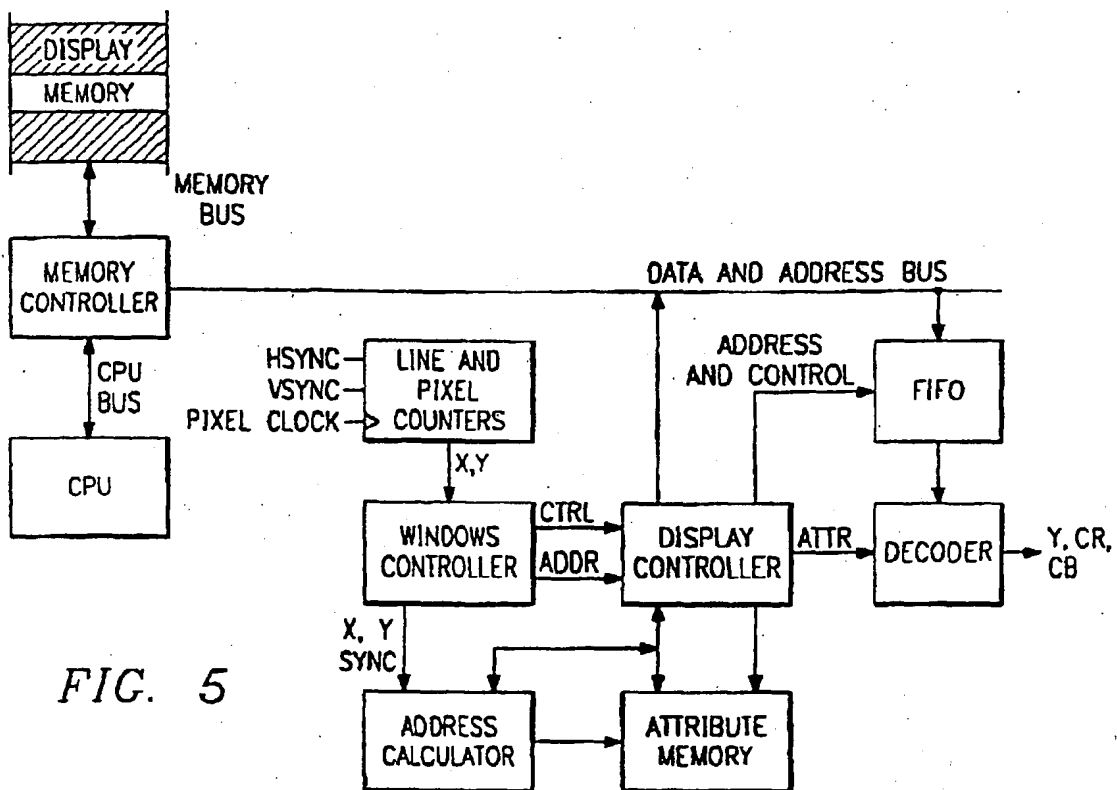 DISPLAY
MEMORY
MEMORY
BUS
MEMORY
CONTROLLER
DATA AND ADDRESS BUS
CPU
BUS
HSYNC
VSYNC
PIXEL CLOCK
LINE AND
PIXEL
COUNTERS
ADDRESS
AND CONTROL
FIFO
CPU
X,Y
WINDOWS
CONTROLLER
CTRL
ADDR
DISPLAY
CONTROLLER
ATTR
DECODER
Y, CR,
CB
X, Y
SYNC
FIG. 5
ADDRESS
CALCULATOR
ATTRIBUTE
MEMORY